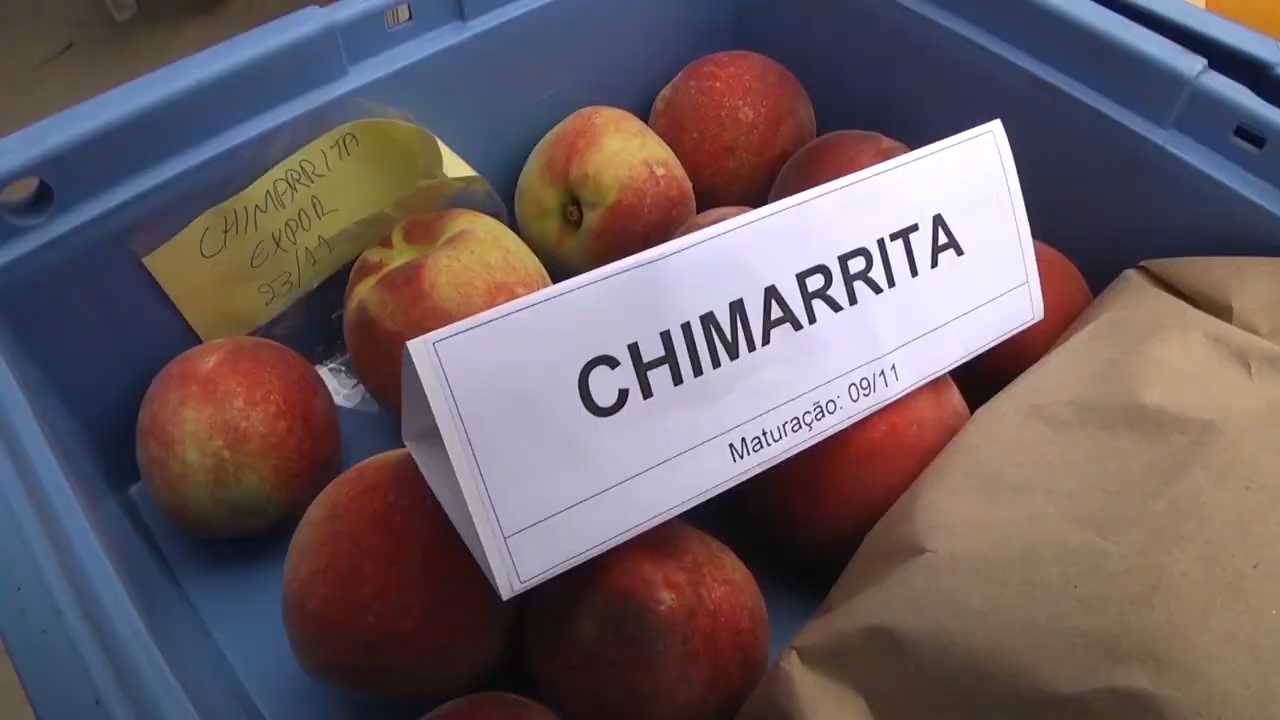 CHIMARRITA
EXPOR
23/11
CHIMARRITA
Maturação: 09/11